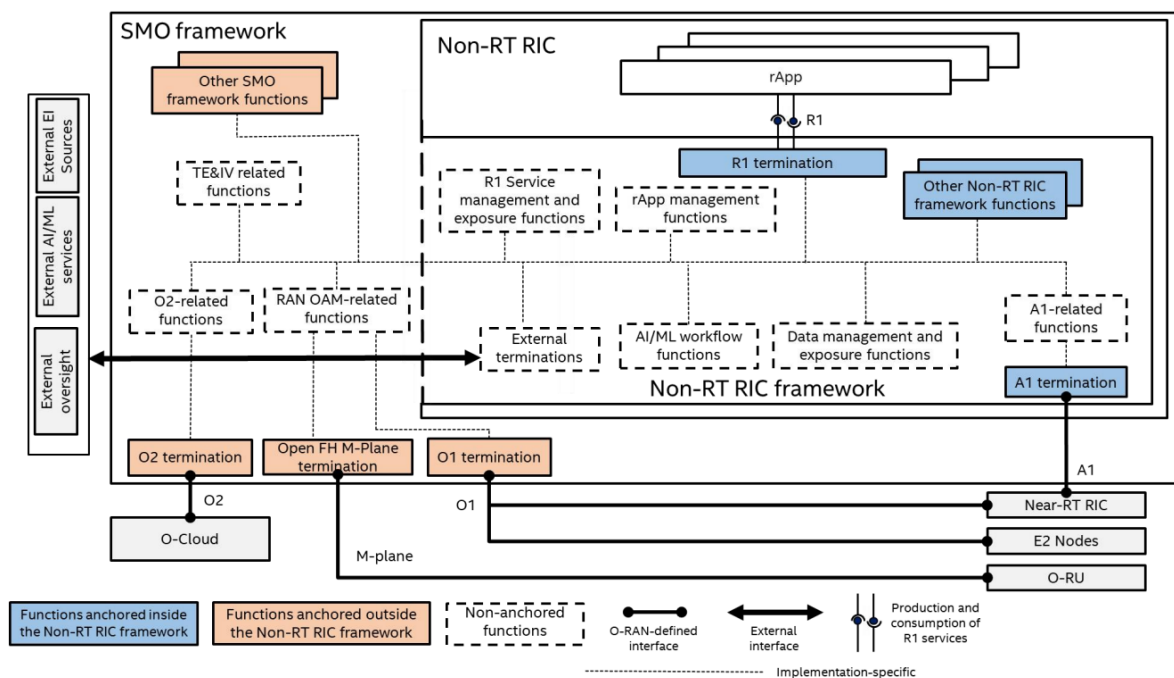 SMO framework
Non-RT RIC
Other SMO
framework functions
rApp
R1
External EI
Sources
External AI/ML
services
External
oversight
TE&IV related
functions
R1 Service
management and
exposure functions
rApp management
functions
R1 termination
Other Non-RT RIC
framework functions
O2-related
functions
RAN OAM-related
functions
External
terminations
AI/ML workflow
functions
Data management and
exposure functions
A1-related
functions
Non-RT RIC framework
A1 termination
O2 termination
Open FH M-Plane
termination
O1 termination
A1
O2
O1
Near-RT RIC
O-Cloud
E2 Nodes
M-plane
O-RU
Functions anchored inside
the Non-RT RIC framework
Functions anchored outside
the Non-RT RIC framework
Non-anchored
functions
O-RAN-defined
interface
External
interface
Production and
consumption of
R1 services
Implementation-specific